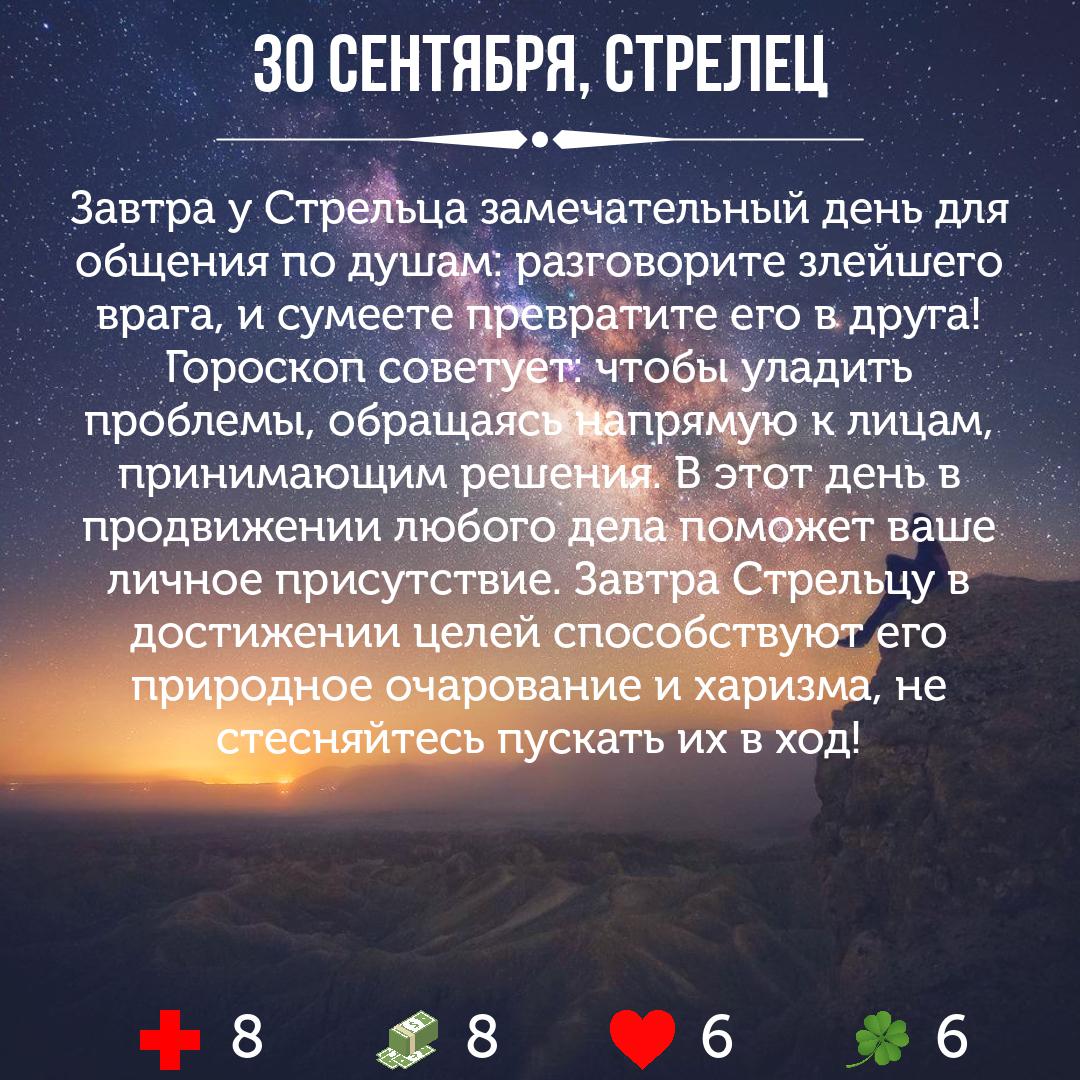 30 СЕНТЯБРЯ, СТРЕЛЕЦ
Завтра у Стрельца замечательный день для
общения по душам: разговорите злейшего
врага, и сумеете превратите его в друга!
Гороскоп советует: чтобы уладить
проблемы, обращаясь напрямую к лицам,
принимающим решения. В этот день в
продвижении любого дела поможет ваше
личное присутствие. Завтра Стрельцу в
достижении целей способствуют его
природное очарование и харизма, не
стесняйтесь пускать их в ход!
8 8 6 6